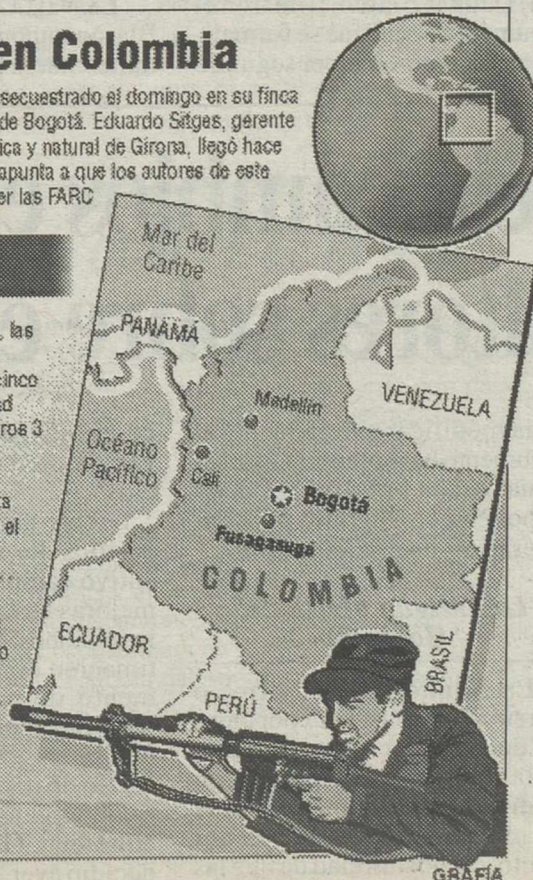 en Colombia
secuestrado el domingo en su finca
de Bogotá. Eduardo Sitges, gerente
ica y natural de Girona, llegó hace
apunta a que los autores de este
er las FARC
, las
cinco
ad
ros 3
ta
el
o
Mar del
Caribe
PANAMÁ
VENEZUELA
Medellín
Océano
Pacífico
Cali
Bogotá
Fusagasugá
COLOMBIA
ECUADOR
PERÚ
BRASIL
GRAFÍA